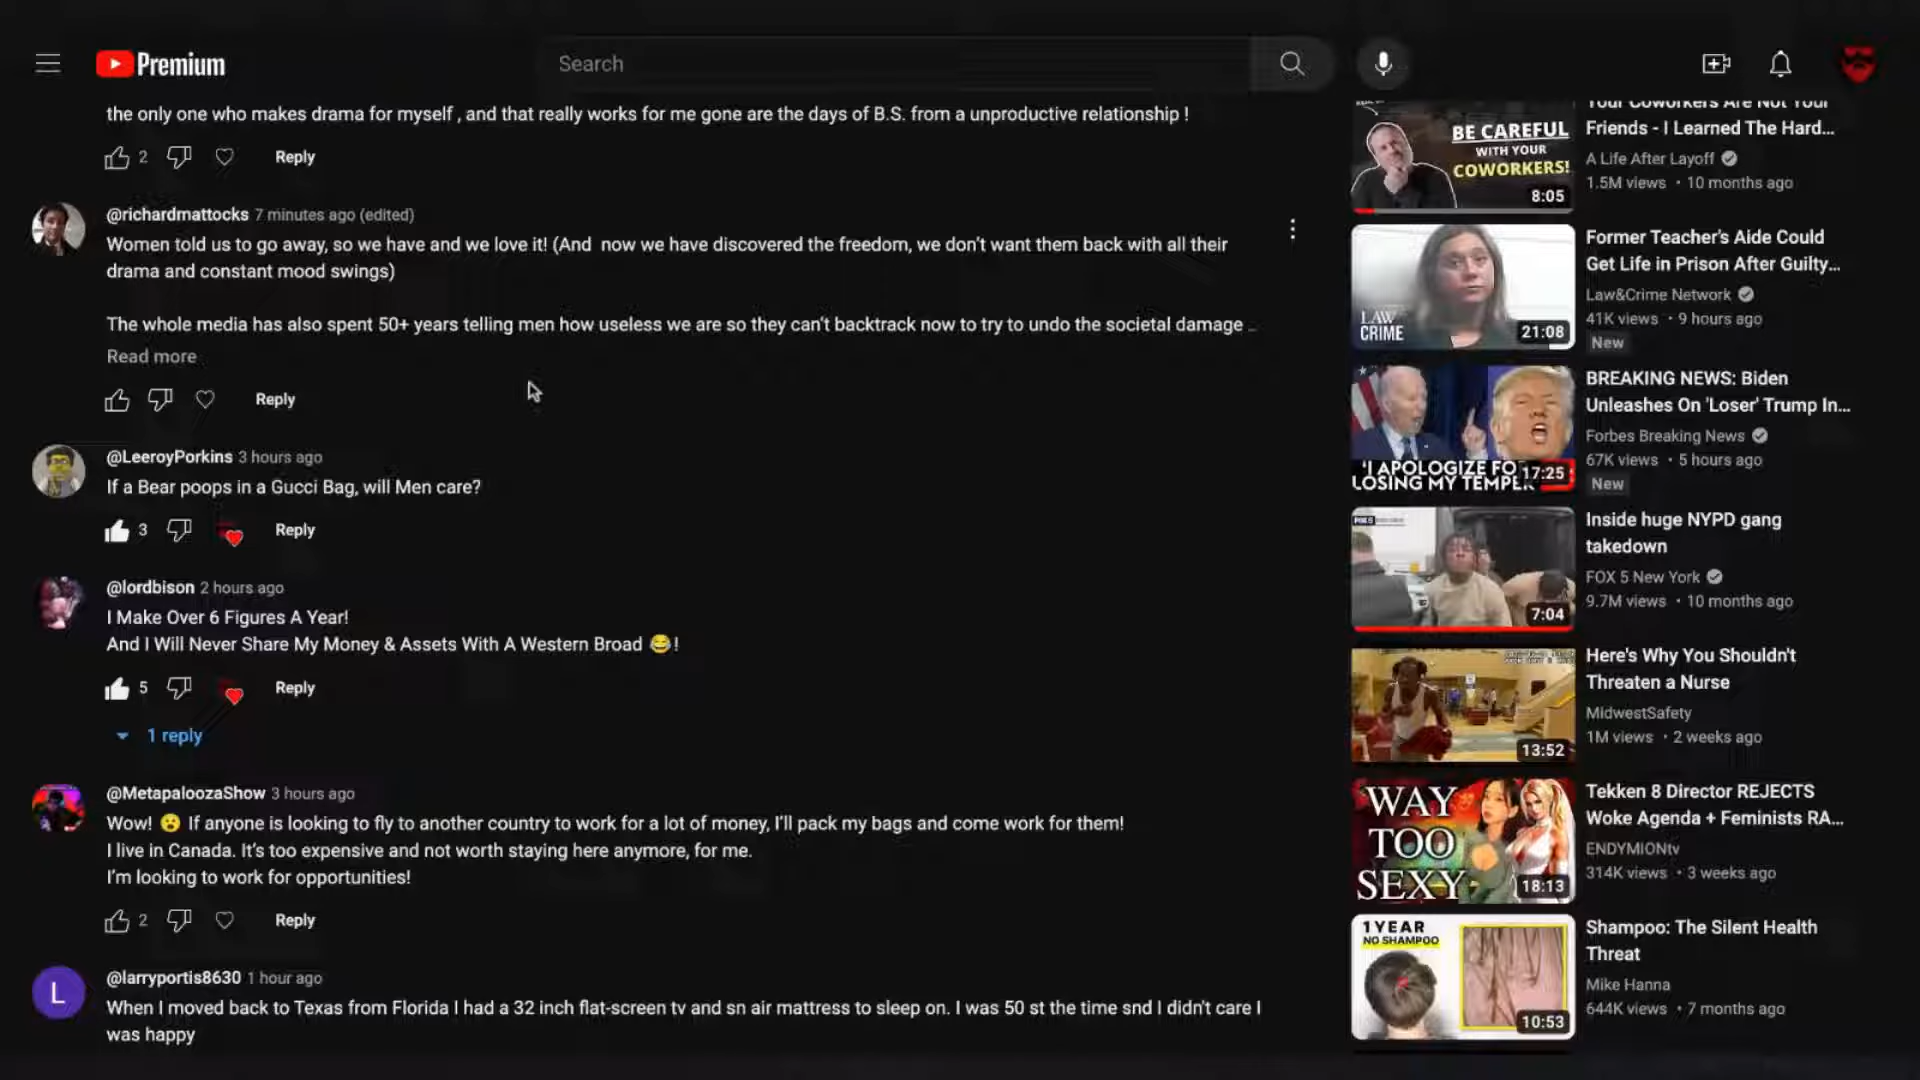 Premium
Search
the only one who makes drama for myself , and that really works for me gone are the days of B.S. from a unproductive relationship !
2
Reply
@richardmattocks 7 minutes ago (edited)
Women told us to go away, so we have and we love it! (And now we have discovered the freedom, we don't want them back with all their
drama and constant mood swings)
The whole media has also spent 50+ years telling men how useless we are so they can't backtrack now to try to undo the societal damage ...
Read more
Reply
@LeeroyPorkins 3 hours ago
If a Bear poops in a Gucci Bag, will Men care?
3
Reply
@lordbison 2 hours ago
I Make Over 6 Figures A Year!
And I Will Never Share My Money & Assets With A Western Broad 😂!
5
Reply
1 reply
@MetapaloozaShow 3 hours ago
Wow! 😮 If anyone is looking to fly to another country to work for a lot of money, I'll pack my bags and come work for them!
I live in Canada. It's too expensive and not worth staying here anymore, for me.
I'm looking to work for opportunities!
2
Reply
L
@larryportis8630 1 hour ago
When I moved back to Texas from Florida I had a 32 inch flat-screen tv and sn air mattress to sleep on. I was 50 st the time snd I didn't care I
was happy
BE CAREFUL
WITH YOUR
COWORKERS!
8:05
Your Coworkers Are Not Your
Friends - I Learned The Hard...
A Life After Layoff
1.5M views • 10 months ago
LAW
CRIME
21:08
Former Teacher's Aide Could
Get Life in Prison After Guilty...
Law&Crime Network
41K views • 9 hours ago
New
'I APOLOGIZE FO
LOSING MY TEMPER
17:25
BREAKING NEWS: Biden
Unleashes On 'Loser' Trump In...
Forbes Breaking News
67K views • 5 hours ago
New
7:04
Inside huge NYPD gang
takedown
FOX 5 New York
9.7M views • 10 months ago
13:52
Here's Why You Shouldn't
Threaten a Nurse
MidwestSafety
1M views • 2 weeks ago
WAY
TOO
SEXY
18:13
Tekken 8 Director REJECTS
Woke Agenda + Feminists RA...
ENDYMIONtv
314K views • 3 weeks ago
1 YEAR
NO SHAMPOO
10:53
Shampoo: The Silent Health
Threat
Mike Hanna
644K views • 7 months ago